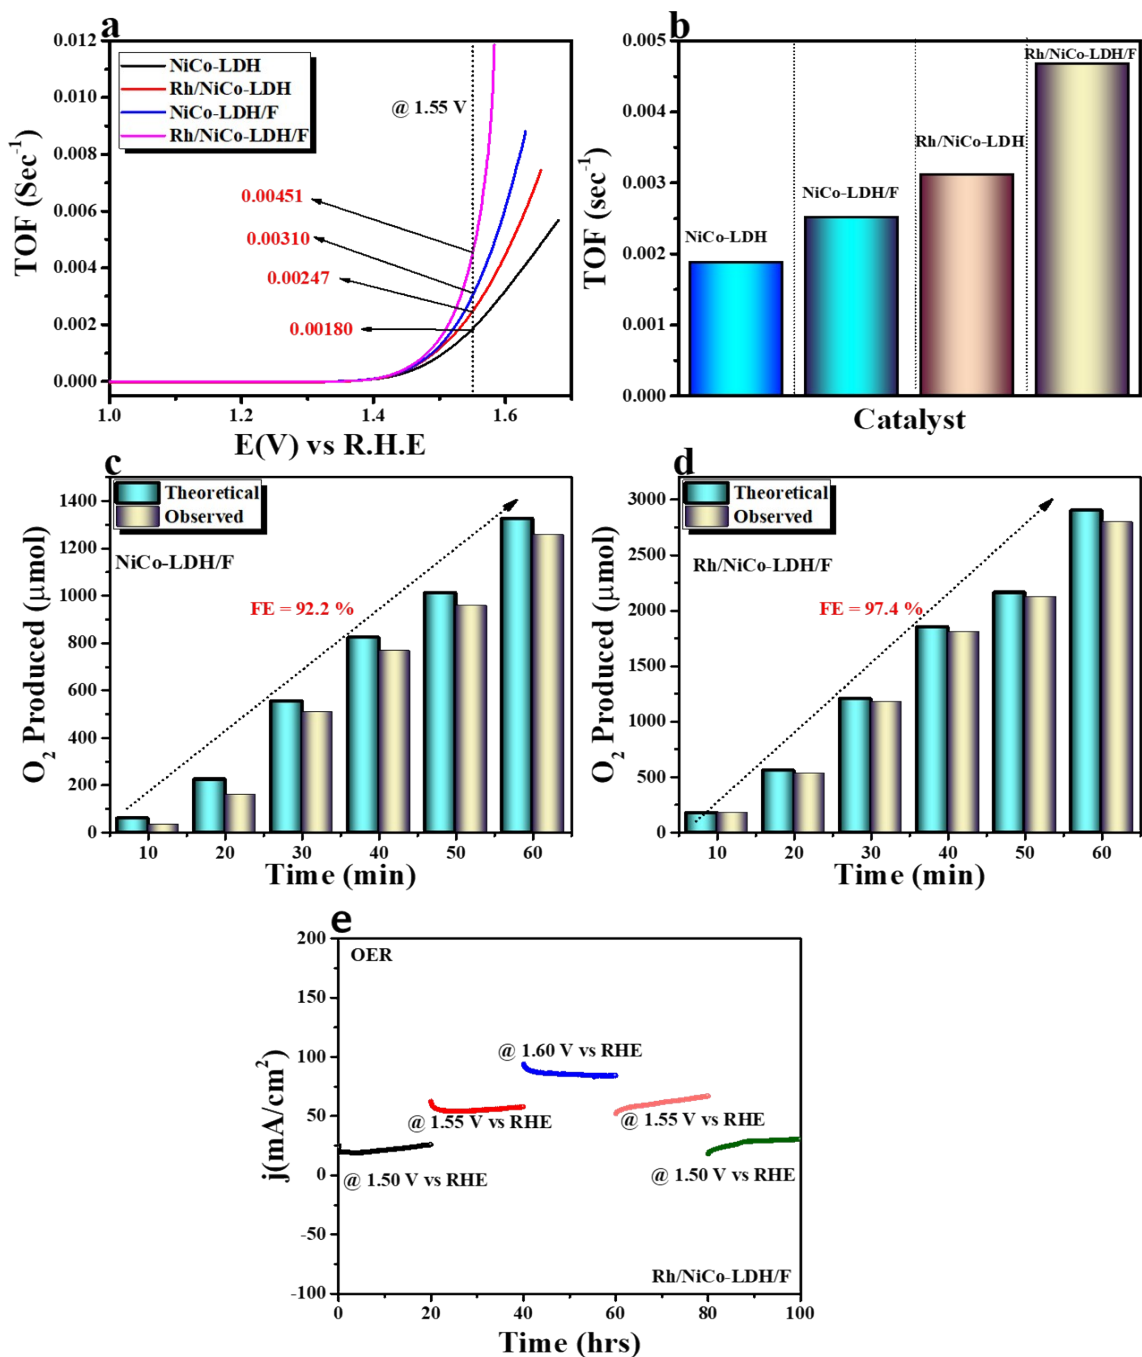 a
0.012
0.010
0.008
0.006
0.004
0.002
0.000
TOF (Sec⁻¹)
NiCo-LDH
Rh/NiCo-LDH
NiCo-LDH/F
Rh/NiCo-LDH/F
@ 1.55 V
0.00451
0.00310
0.00247
0.00180
1.0 1.2 1.4 1.6
E(V) vs R.H.E
b
0.005
0.004
0.003
0.002
0.001
0.000
TOF (sec⁻¹)
NiCo-LDH
NiCo-LDH/F
Rh/NiCo-LDH
Rh/NiCo-LDH/F
Catalyst
c
1400
1200
1000
800
600
400
200
0
O₂ Produced (μmol)
Theoretical
Observed
NiCo-LDH/F
FE = 92.2 %
10 20 30 40 50 60
Time (min)
d
3000
2500
2000
1500
1000
500
0
O₂ Produced (μmol)
Theoretical
Observed
Rh/NiCo-LDH/F
FE = 97.4 %
10 20 30 40 50 60
Time (min)
e
200
150
100
50
0
-50
-100
j(mA/cm²)
OER
@ 1.50 V vs RHE
@ 1.55 V vs RHE
@ 1.60 V vs RHE
@ 1.55 V vs RHE
@ 1.50 V vs RHE
Rh/NiCo-LDH/F
0 20 40 60 80 100
Time (hrs)